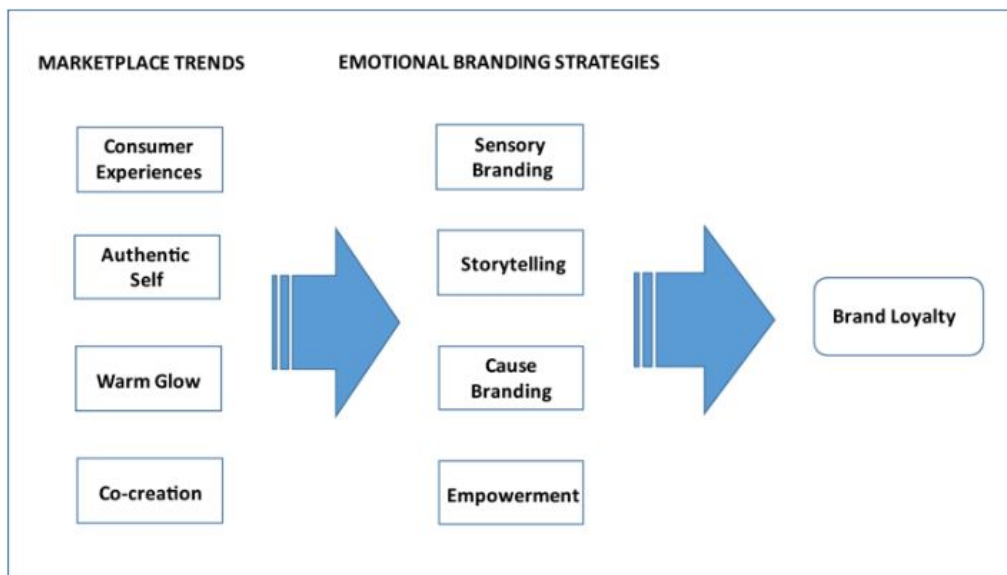 MARKETPLACE TRENDS
EMOTIONAL BRANDING STRATEGIES
Consumer
Experiences
Authentic
Self
Warm Glow
Co-creation
Sensory
Branding
Storytelling
Cause
Branding
Empowerment
Brand Loyalty